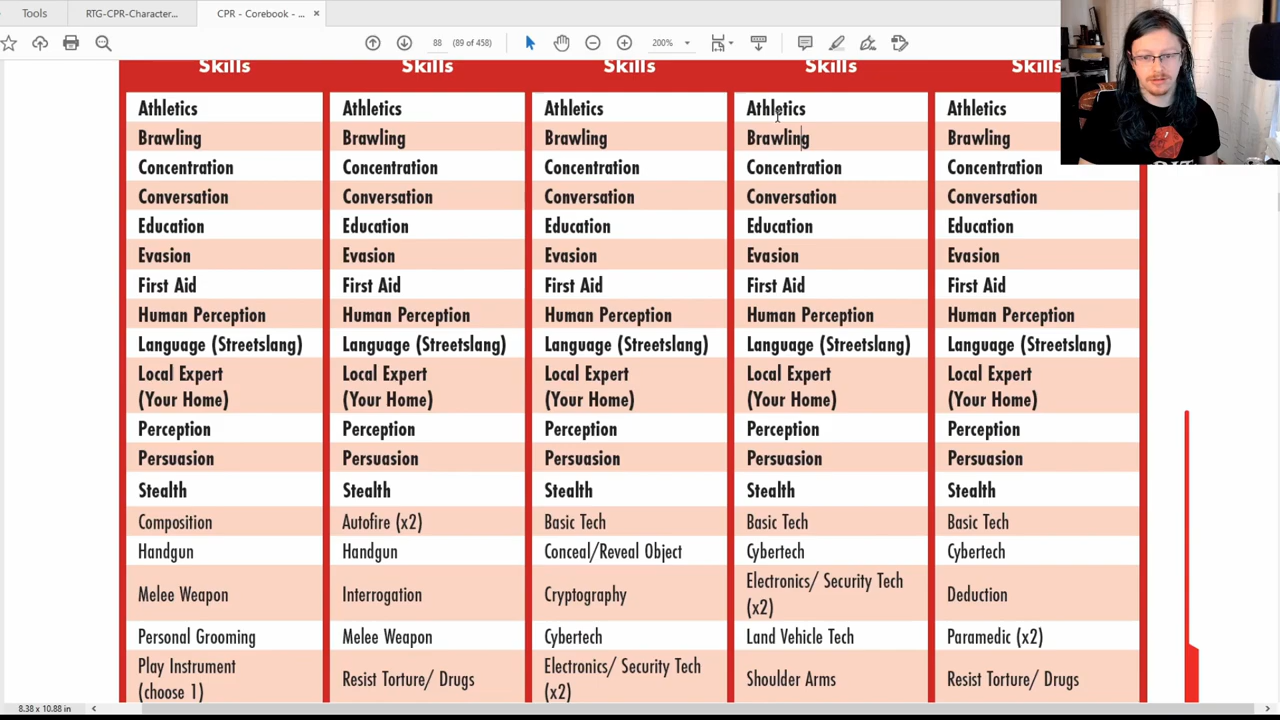 Tools
RTG-CPR-Character...
CPR - Corebook - ...
88
(89 of 458)
200%
Skills Skills Skills Skills Skills
Athletics Athletics Athletics Athletics Athletics
Brawling Brawling Brawling Brawling Brawling
Concentration Concentration Concentration Concentration Concentration
Conversation Conversation Conversation Conversation Conversation
Education Education Education Education Education
Evasion Evasion Evasion Evasion Evasion
First Aid First Aid First Aid First Aid First Aid
Human Perception Human Perception Human Perception Human Perception Human Perception
Language (Streetslang) Language (Streetslang) Language (Streetslang) Language (Streetslang) Language (Streetslang)
Local Expert Local Expert Local Expert Local Expert Local Expert
(Your Home) (Your Home) (Your Home) (Your Home) (Your Home)
Perception Perception Perception Perception Perception
Persuasion Persuasion Persuasion Persuasion Persuasion
Stealth Stealth Stealth Stealth Stealth
Composition Autofire (x2) Basic Tech Basic Tech Basic Tech
Handgun Handgun Conceal/Reveal Object Cybertech Cybertech
Melee Weapon Interrogation Cryptography Electronics/ Security Tech Deduction
(x2)
Personal Grooming Melee Weapon Cybertech Land Vehicle Tech Paramedic (x2)
Play Instrument Resist Torture/ Drugs Electronics/ Security Tech Shoulder Arms Resist Torture/ Drugs
(choose 1) (x2)
8.38 x 10.88 in